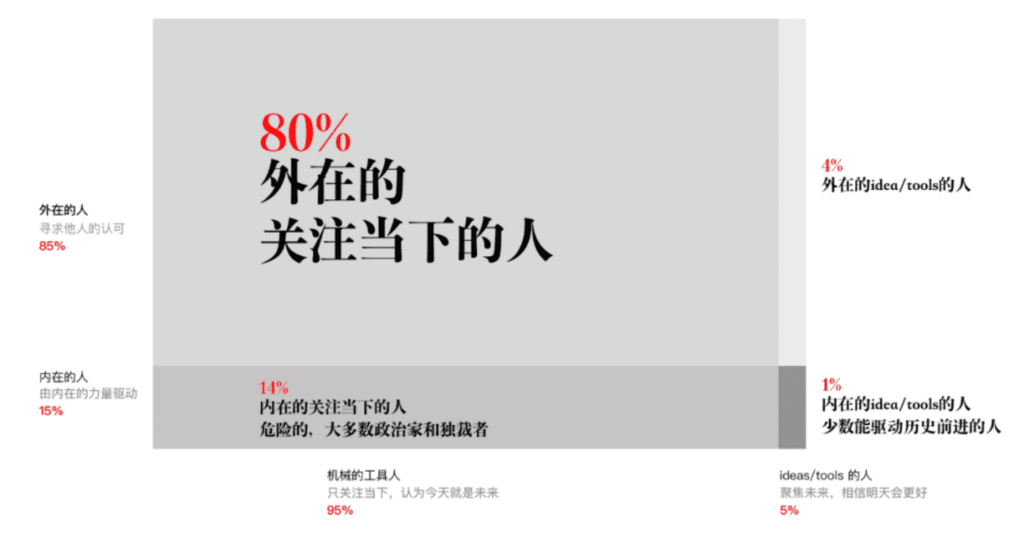 80%
外在的
关注当下的人
4%
外在的idea/tools的人
外在的人
寻求他人的认可
85%
内在的人
由内在的力量驱动
15%
14%
内在的关注当下的人
危险的，大多数政治家和独裁者
1%
内在的idea/tools的人
少数能驱动历史前进的人
机械的工具人
只关注当下，认为今天就是未来
95%
ideas/tools 的人
聚焦未来，相信明天会更好
5%